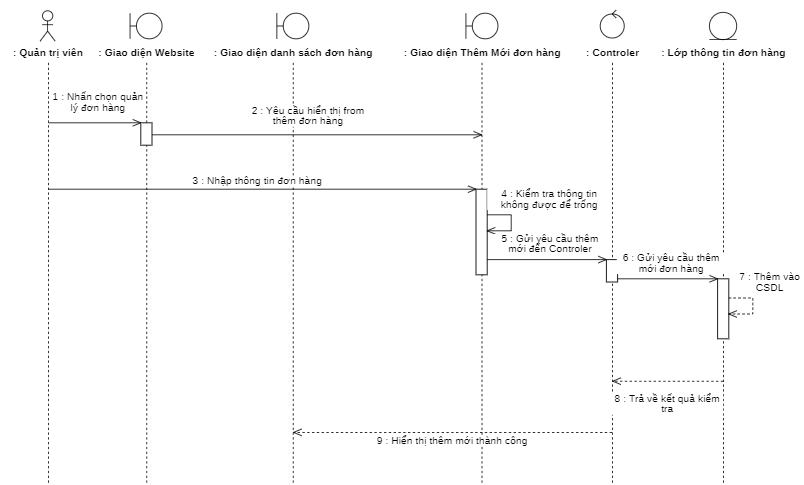 : Quản trị viên
: Giao diện Website
: Giao diện danh sách đơn hàng
: Giao diện Thêm Mới đơn hàng
: Controler
: Lớp thông tin đơn hàng
1 : Nhấn chọn quản
lý đơn hàng
2 : Yêu cầu hiển thị from
thêm đơn hàng
3 : Nhập thông tin đơn hàng
4 : Kiểm tra thông tin
không được để trống
5 : Gửi yêu cầu thêm
mới đến Controler
6 : Gửi yêu cầu thêm
mới đơn hàng
7 : Thêm vào
CSDL
8 : Trả về kết quả kiểm
tra
9 : Hiển thị thêm mới thành công